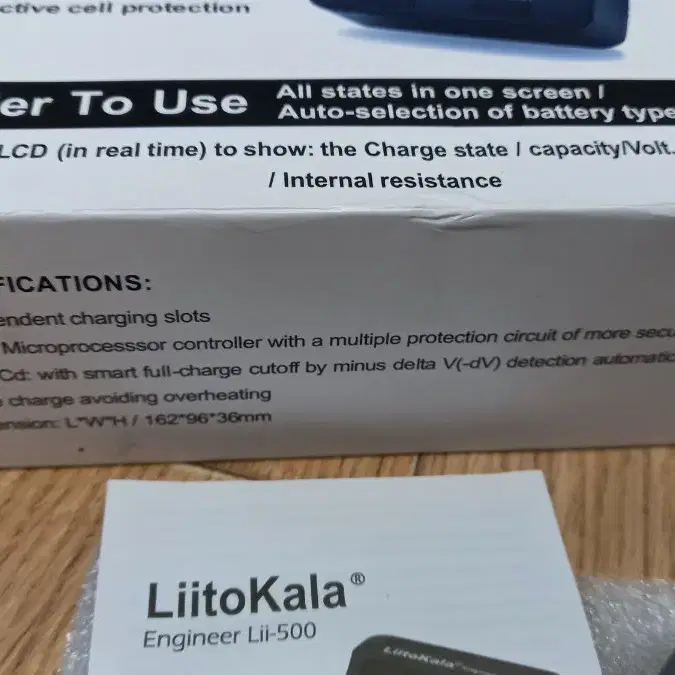 ctive cell protection
er To Use
All states in one screen /
Auto-selection of battery type
LCD (in real time) to show: the Charge state / capacity/Volt.
/ Internal resistance
FICATIONS:
endent charging slots
Microprocesssor controller with a multiple protection circuit of more secu
Cd: with smart full-charge cutoff by minus delta V(-dV) detection automatic
charge avoiding overheating
ension: L*W*H / 162*96*36mm
LiitoKala®
Engineer Lii-500
LiitoKala